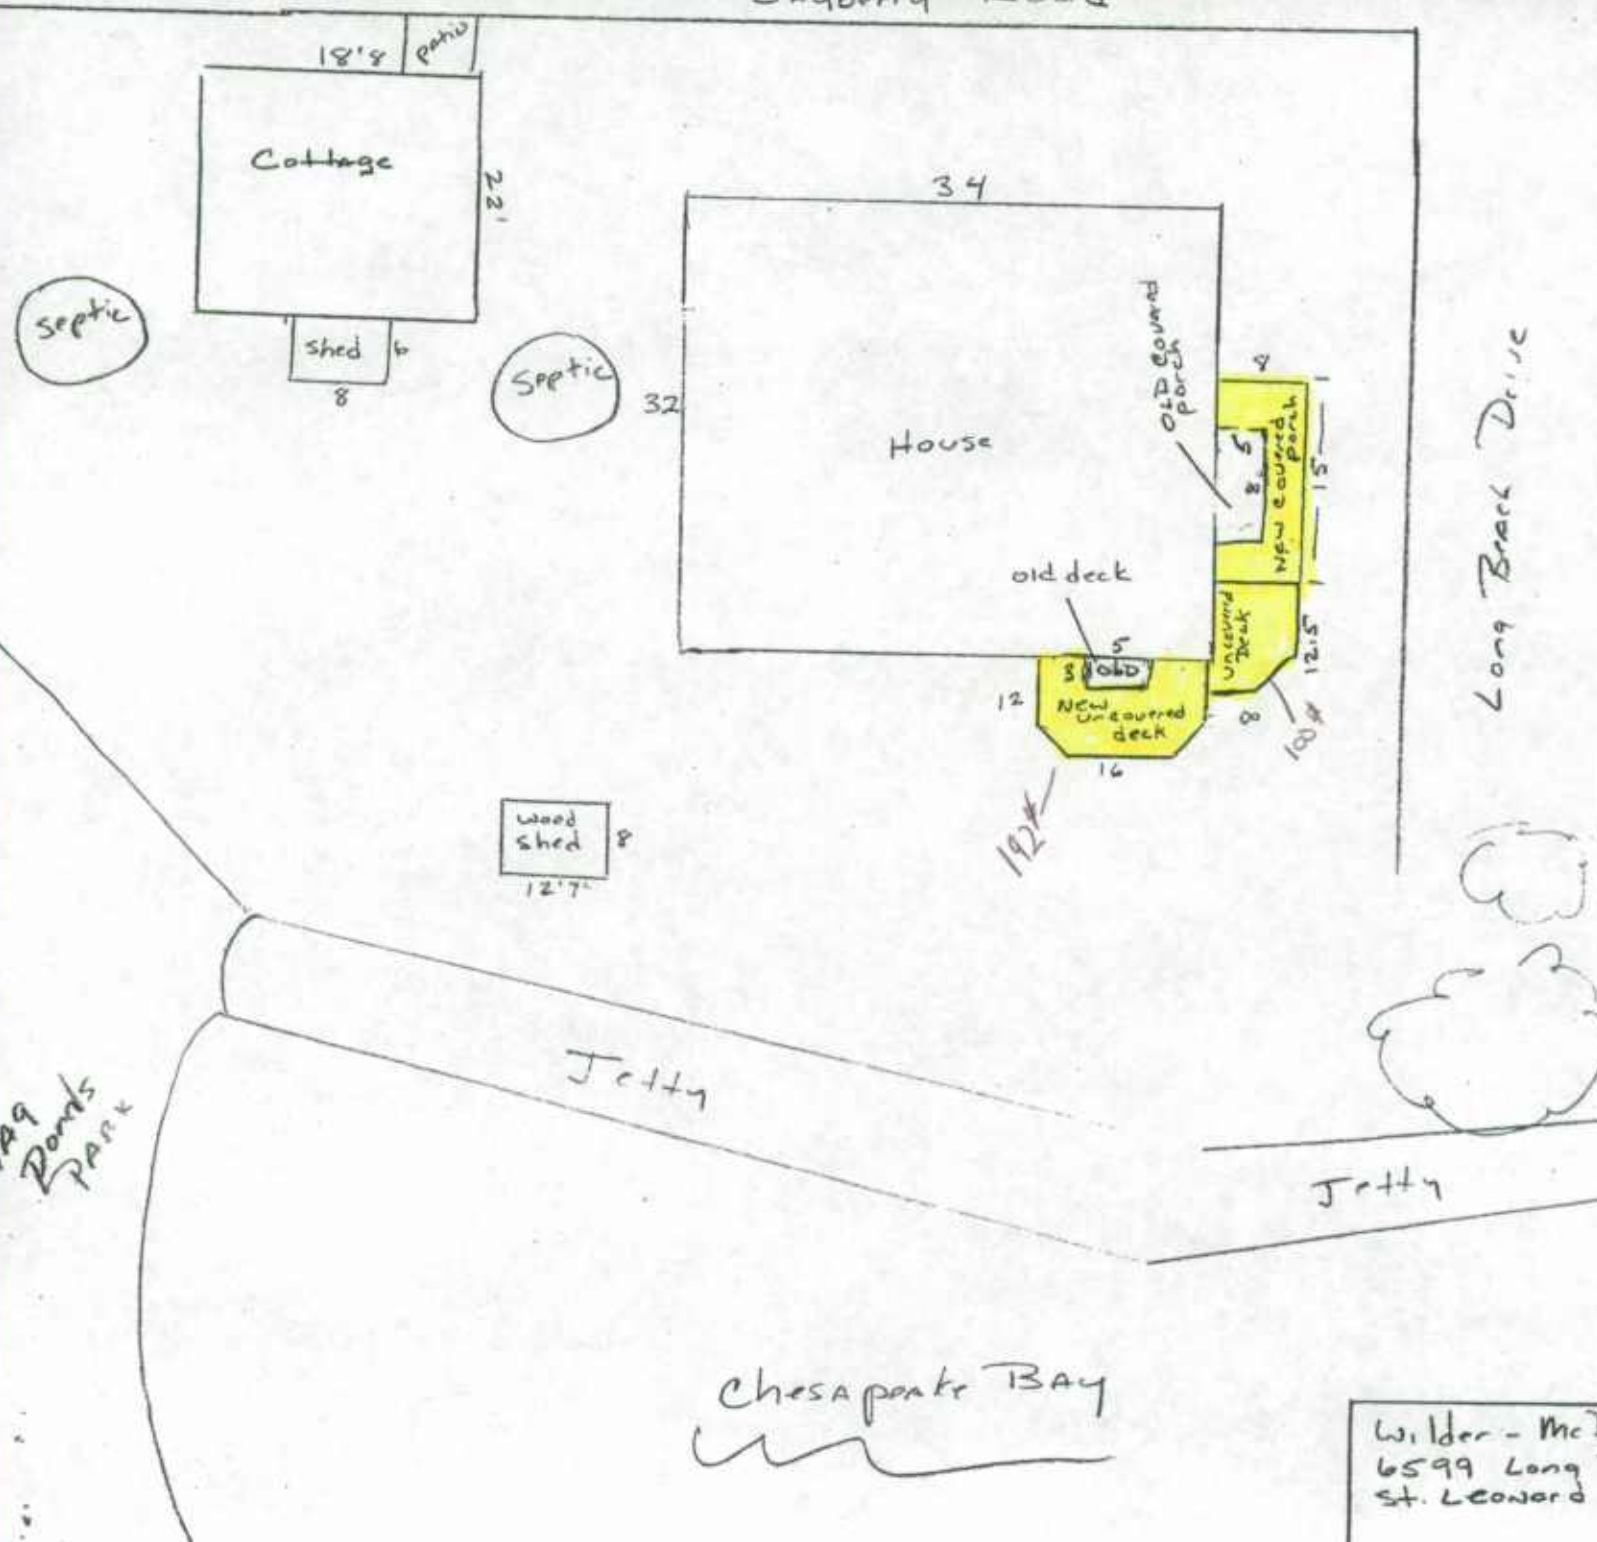 18'8
patio
Cottage
22'
septic
shed 6
8
Septic
34
32
House
OLD COVERED
porch
8
5
8
New covered
porch
15
Long Beach Drive
old deck
5
3 OLD
12
New
uncovered
deck
16
192#
uncovered
Deck
12.5
8
100#
wood
shed
8
12'7"
Jetty
Jetty
Ponds
PARK
Chesapeake BAy
Wilder - Mc
6599 Long
St. Leonard